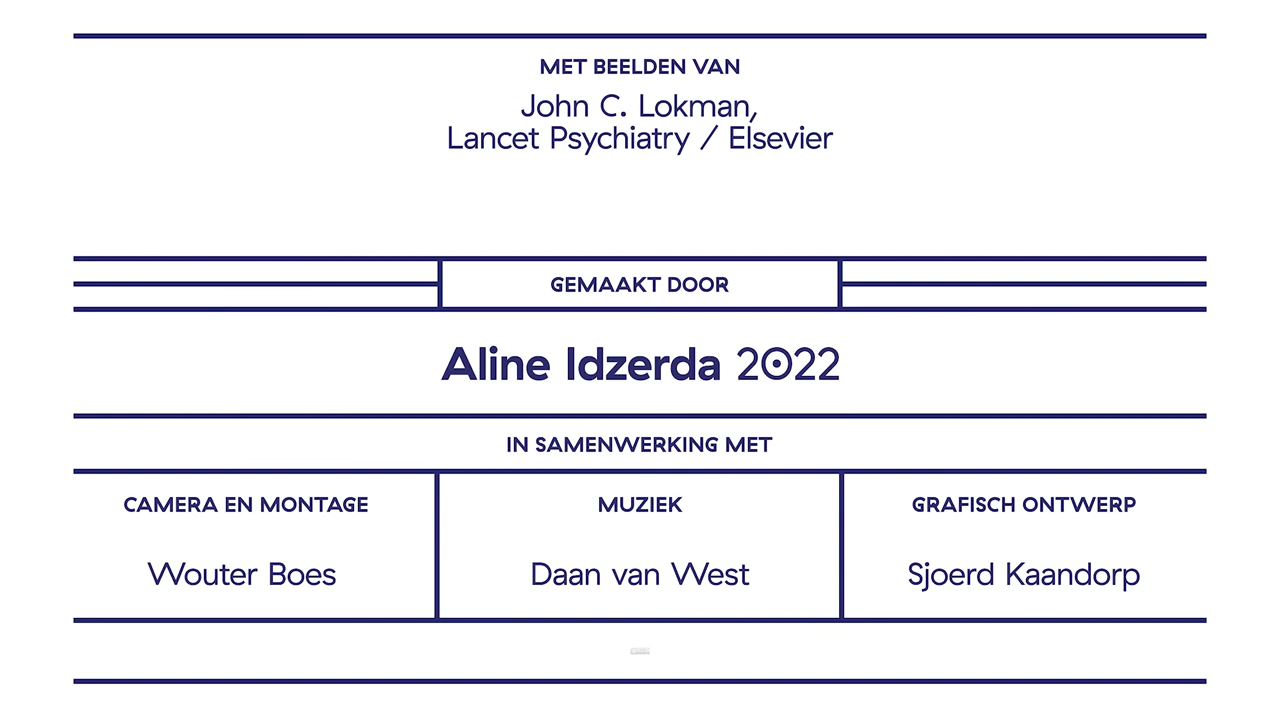 MET BEELDEN VAN
John C. Lokman,
Lancet Psychiatry / Elsevier
GEMAAKT DOOR
Aline Idzerda 2022
IN SAMENWERKING MET
CAMERA EN MONTAGE
MUZIEK
GRAFISCH ONTWERP
Wouter Boes
Daan van West
Sjoerd Kaandorp